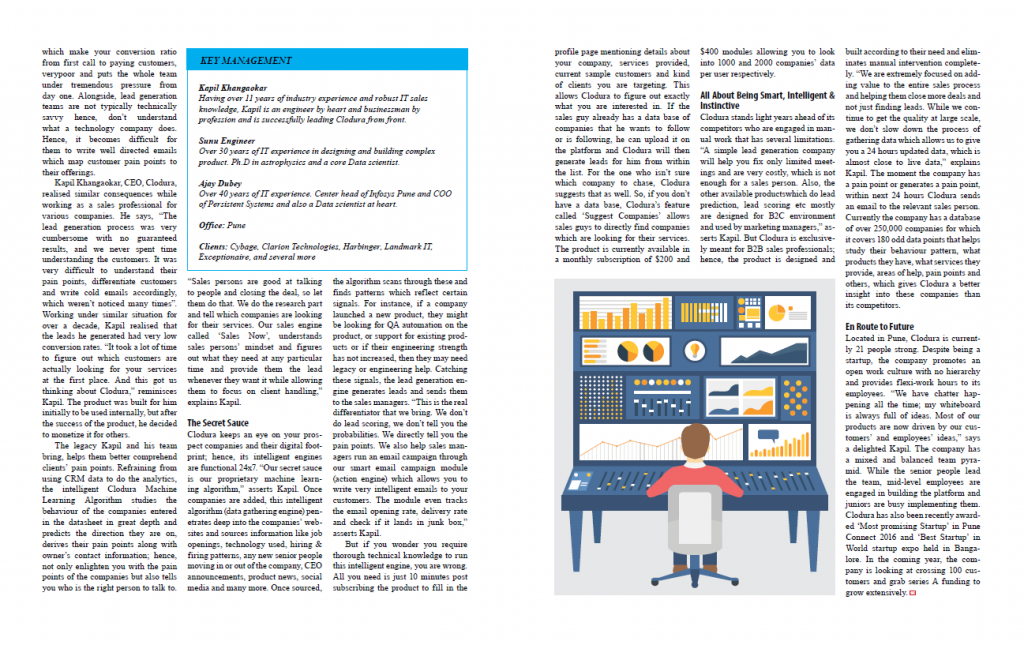 which make your conversion ratio
from first call to paying customers,
verypoor and puts the whole team
under tremendous pressure from
day one. Alongside, lead generation
teams are not typically technically
savvy hence, don't understand
what a technology company does.
Hence, it becomes difficult for
them to write well directed emails
which map customer pain points to
their offerings.
Kapil Khangaokar, CEO, Clodura,
realised similar consequences while
working as a sales professional for
various companies. He says, "The
lead generation process was very
cumbersome with no guaranteed
results, and we never spent time
understanding the customers. It was
very difficult to understand their
pain points, differentiate customers
and write cold emails accordingly,
which weren't noticed many times".
Working under similar situation for
over a decade, Kapil realised that
the leads he generated had very low
conversion rates. "It took a lot of time
to figure out which customers are
actually looking for your services
at the first place. And this got us
thinking about Clodura," reminisces
Kapil. The product was built for him
initially to be used internally, but after
the success of the product, he decided
to monetize it for others.
The legacy Kapil and his team
bring, helps them better comprehend
clients' pain points. Refraining from
using CRM data to do the analytics,
the intelligent Clodura Machine
Learning Algorithm studies the
behaviour of the companies entered
in the datasheet in great depth and
predicts the direction they are on,
derives their pain points along with
owner's contact information; hence,
not only enlighten you with the pain
points of the company but also tells
you who is the right person to talk to.
KEY MANAGEMENT
Kapil Khangaokar
Having over 11 years of industry experience and robust IT sales
knowledge, Kapil is an engineer by heart and businessman by
profession and is successfully leading Clodura from front.
Sunu Engineer
Over 30 years of IT experience in designing and building complex
product. Ph.D in astrophysics and a core Data scientist.
Ajay Dubey
Over 40 years of IT experience. Center head of Infosys Pune and COO
of Persistent Systems and also a Data scientist at heart.
Office: Pune
Clients: Cybage, Clarion Technologies, Harbinger, Landmark IT,
Exceptionaire, and several more
"Sales persons are good at talking
to people and closing the deal, so let
them do that. We do the research part
and tell which companies are looking
for their services. Our sales engine
called 'Sales Now', understands
sales persons' mindset and figures
out what they need at any particular
time and provide them the lead
whenever they want it while allowing
them to focus on client handling,"
explains Kapil.
The Secret Sauce
Clodura keeps an eye on your pros-
pect companies and their digital foot-
print; hence, its intelligent engines
are functional 24x7. "Our secret sauce
is our proprietary machine learn-
ing algorithm," asserts Kapil. Once
companies are added, this intelligent
algorithm (data gathering engine) pen-
etrates deep into the companies' web-
sites and sources information like job
openings, technology used, hiring &
firing patterns, any new senior people
moving in or out of the company, CEO
announcements, product news, social
media and many more. Once sourced,
the algorithm scans through these and
finds patterns which reflect certain
signals. For instance, if a company
launched a new product, they might
be looking for QA automation on the
product, or support for existing prod-
ucts or if their engineering strength
has not increased, then they may need
legacy or engineering help. Catching
these signals, the lead generation en-
gine generates leads and sends them
to the sales managers. "This is the real
differentiator that we bring. We don't
do lead scoring, we don't tell you the
probabilities. We directly tell you the
pain points. We also help sales man-
agers run an email campaign through
our smart email campaign module
(action engine) which allows you to
write very intelligent emails to your
customers. The module even tracks
the email opening rate, delivery rate
and check if it lands in junk box,"
asserts Kapil.
But if you wonder you require
thorough technical knowledge to run
this intelligent engine, you are wrong.
All you need is just 10 minutes post
subscribing the product to fill in the
profile page mentioning details about
your company, services provided,
current sample customers and kind
of clients you are targeting. This
allows Clodura to figure out exactly
what you are interested in. If the
sales guy already has a data base of
companies that he wants to follow
or is following, he can upload it on
the platform and Clodura will then
generate leads for him from within
the list. For the one who isn't sure
which company to chase, Clodura
suggests that as well. So, if you don't
have a data base, Clodura's feature
called 'Suggest Companies' allows
sales guys to directly find companies
which are looking for their services.
The product is currently available in
a monthly subscription of $200 and
$400 modules allowing you to look
into 1000 and 2000 companies' data
per user respectively.
All About Being Smart, Intelligent &
Instinctive
Clodura stands light years ahead of its
competitors who are engaged in man-
ual work that has several limitations.
"A simple lead generation company
will help you fix only limited meet-
ings and are very costly, which is not
enough for a sales person. Also, the
other available productswhich do lead
prediction, lead scoring etc mostly
are designed for B2C environment
and used by marketing managers," as-
serts Kapil. But Clodura is exclusive-
ly meant for B2B sales professionals;
hence, the product is designed and
built according to their need and elim-
inates manual intervention complete-
ly. "We are extremely focused on add-
ing value to the entire sales process
and helping them close more deals and
not just finding leads. While we con-
tinue to get the quality at large scale,
we don't slow down the process of
gathering data which allows us to give
you a 24 hours updated data, which is
almost close to live data," explains
Kapil. The moment the company has
a pain point or generates a pain point,
within next 24 hours Clodura sends
an email to the relevant sales person.
Currently the company has a database
of over 250,000 companies for which
it covers 180 odd data points that helps
study their behaviour pattern, what
products they have, what services they
provide, areas of help, pain points and
others, which gives Clodura a better
insight into these companies than
its competitors.
En Route to Future
Located in Pune, Clodura is current-
ly 21 people strong. Despite being a
startup, the company promotes an
open work culture with no hierarchy
and provides flexi-work hours to its
employees. "We have chatter hap-
pening all the time; my whiteboard
is always full of ideas. Most of our
products are now driven by our cus-
tomers' and employees' ideas," says
a delighted Kapil. The company has
a mixed and balanced team pyra-
mid. While the senior people lead
the team, mid-level employees are
engaged in building the platform and
juniors are busy implementing them.
Clodura has also been recently award-
ed 'Most promising Startup' in Pune
Connect 2016 and 'Best Startup' in
World startup expo held in Banga-
lore. In the coming year, the com-
pany is looking at crossing 100 cus-
tomers and grab series A funding to
grow extensively.